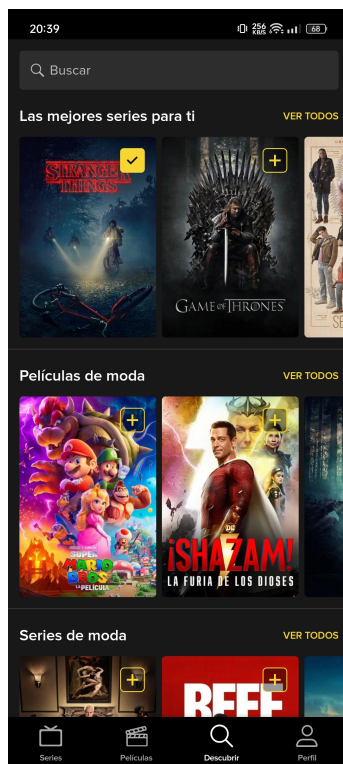 20:39
256
KB/S
68
Buscar
Las mejores series para ti
VER TODOS
STRANGER
THINGS
GAME OF THRONES
SE
Películas de moda
VER TODOS
SUPER
MARIO
BROS
LA PELÍCULA
DC
¡SHAZAM!
LA FURIA DE LOS DIOSES
Series de moda
VER TODOS
BEEF
Series
Películas
Descubrir
Perfil